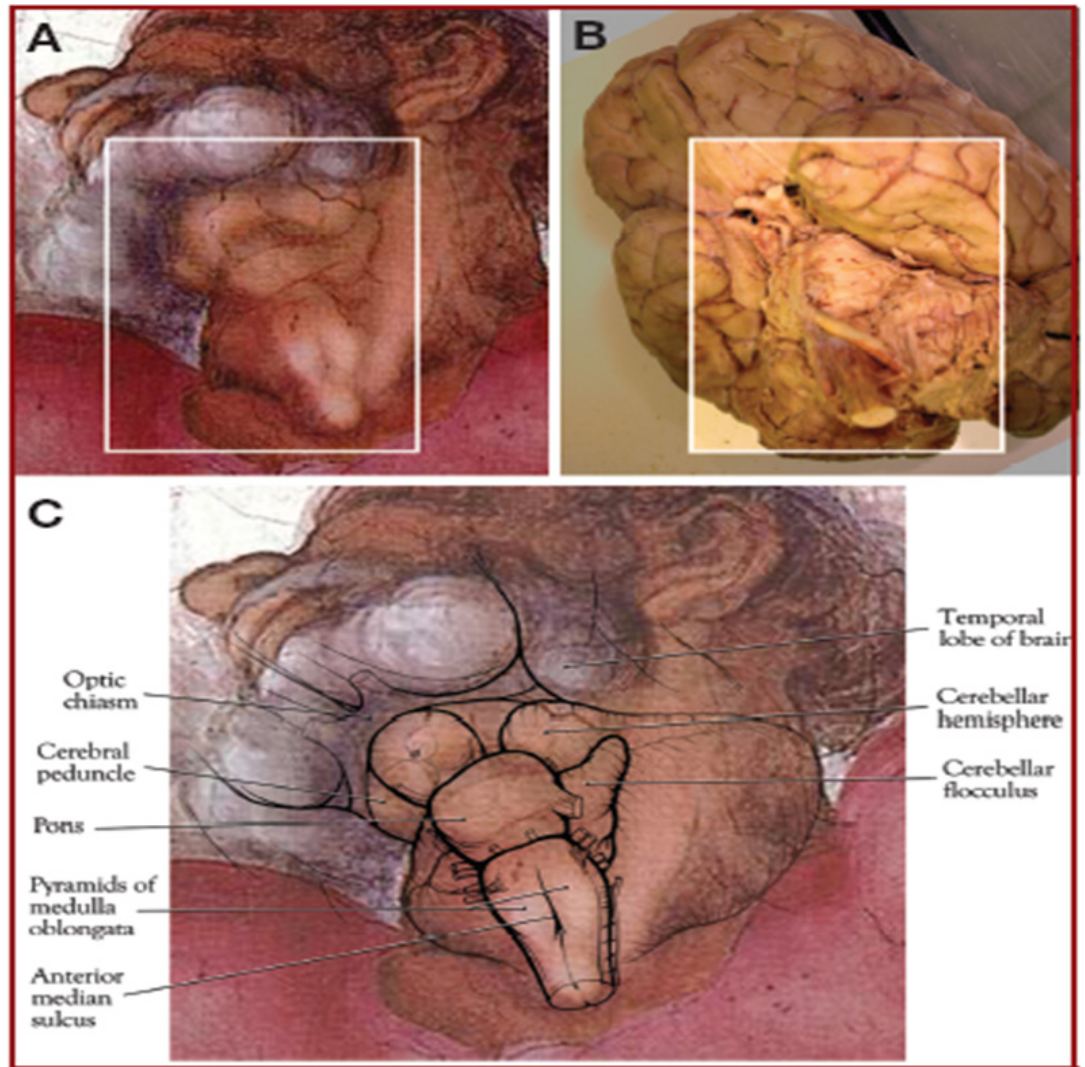 A
B
C
Optic
chiasm
Cerebral
peduncle
Pons
Pyramids of
medulla
oblongata
Anterior
median
sulcus
Temporal
lobe of brain
Cerebellar
hemisphere
Cerebellar
flocculus